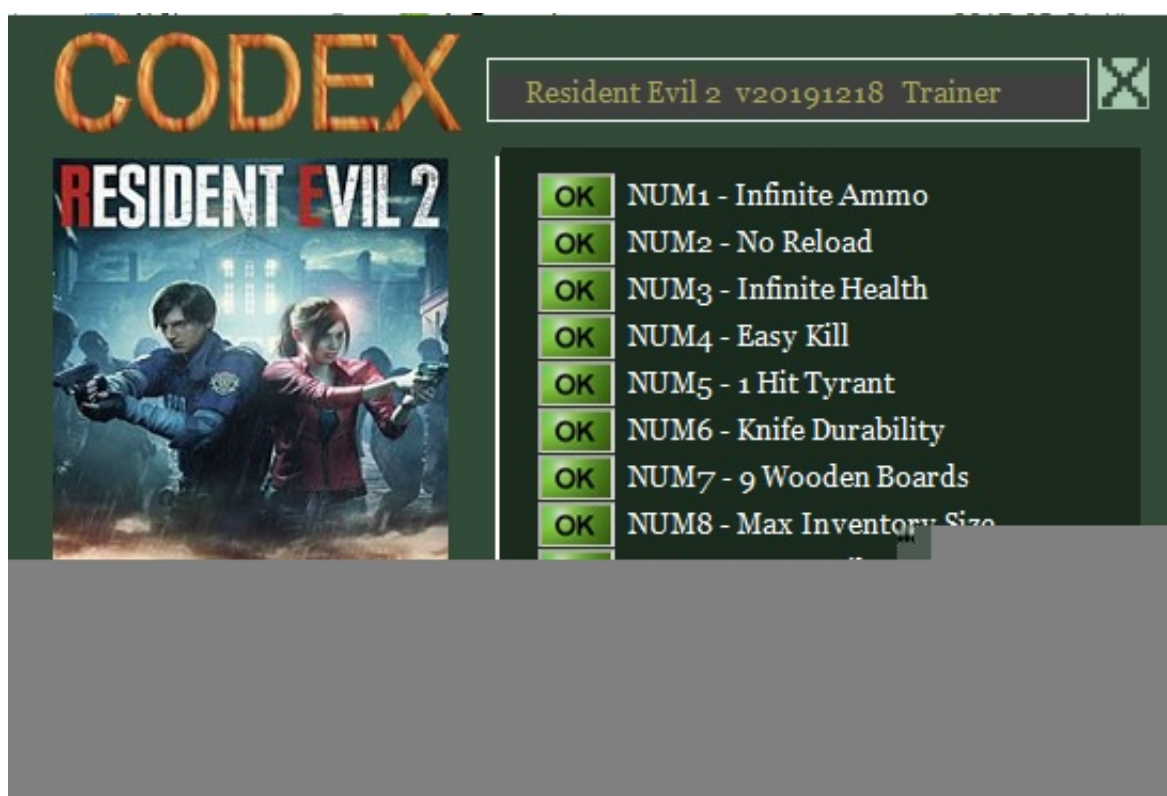 CODEX
Resident Evil 2 v20191218 Trainer
RESIDENT EVIL 2
OK NUM1 - Infinite Ammo
OK NUM2 - No Reload
OK NUM3 - Infinite Health
OK NUM4 - Easy Kill
OK NUM5 - 1 Hit Tyrant
OK NUM6 - Knife Durability
OK NUM7 - 9 Wooden Boards
OK NUM8 - Max Inventory Size